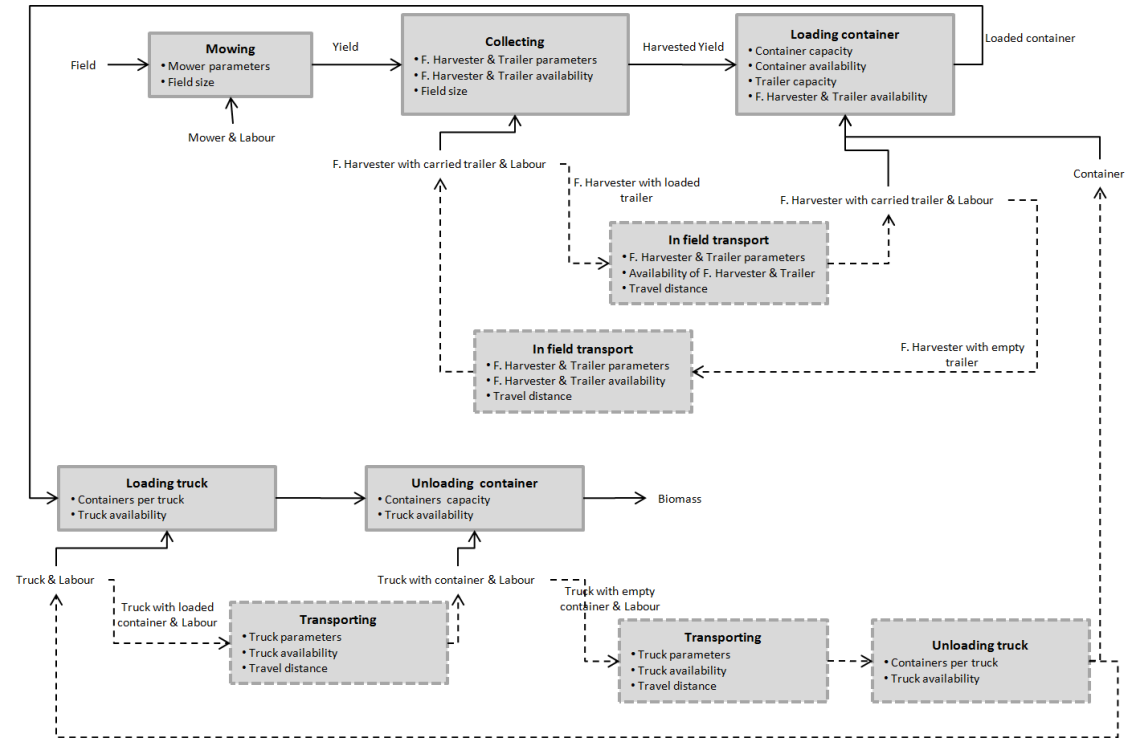 Field
Mowing
• Mower parameters
• Field size
Mower & Labour
Yield
Collecting
• F. Harvester & Trailer parameters
• F. Harvester & Trailer availability
• Field size
Harvested Yield
Loading container
• Container capacity
• Container availability
• Trailer capacity
• F. Harvester & Trailer availability
Loaded container
F. Harvester with carried trailer & Labour
F. Harvester with loaded
trailer
F. Harvester with carried trailer & Labour
Container
In field transport
• F. Harvester & Trailer parameters
• Availability of F. Harvester & Trailer
• Travel distance
In field transport
• F. Harvester & Trailer parameters
• F. Harvester & Trailer availability
• Travel distance
F. Harvester with empty
trailer
Loading truck
• Containers per truck
• Truck availability
Unloading container
• Containers capacity
• Truck availability
Biomass
Truck & Labour
Truck with loaded
container & Labour
Transporting
• Truck parameters
• Truck availability
• Travel distance
Truck with container & Labour
Truck with empty
container & Labour
Transporting
• Truck parameters
• Truck availability
• Travel distance
Unloading truck
• Containers per truck
• Truck availability